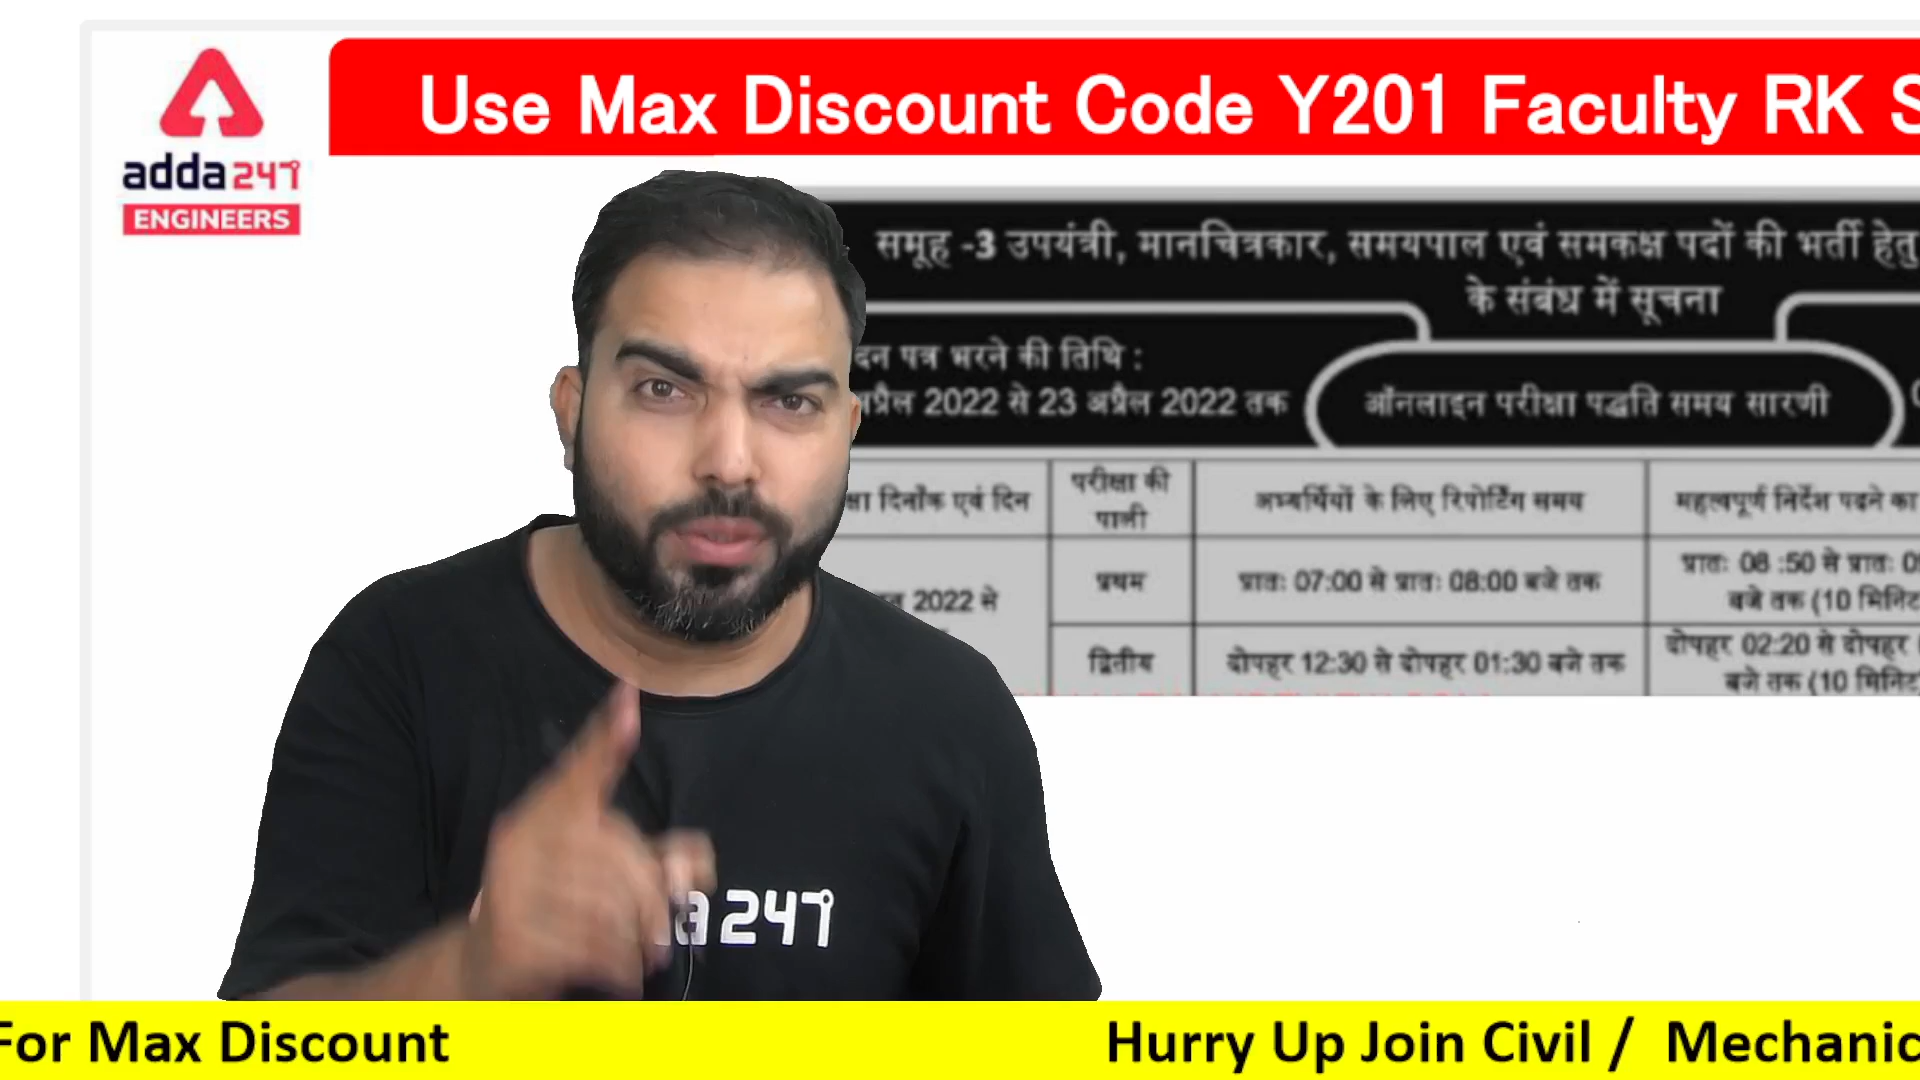 Use Max Discount Code Y201 Faculty RK S
adda247
ENGINEERS
समूह -3 उपयंत्री, मानचित्रकार, समयपाल एवं समकक्ष पदों की भर्ती हेतु
के संबंध में सूचना
दन पत्र भरने की तिथि :
अप्रैल 2022 से 23 अप्रैल 2022 तक
ऑनलाइन परीक्षा पद्धति समय सारणी
दिनाँक एवं दिन
परीक्षा की
पाली
अभ्यर्थियों के लिए रिपोर्टिंग समय
महत्वपूर्ण निर्देश पढने का
2022 से
प्रथम
प्रातः 07:00 से प्रातः 08:00 बजे तक
प्रातः 08 :50 से प्रातः
बजे तक (10 मिनिट
द्वितीय
दोपहर 12:30 से दोपहर 01:30 बजे तक
दोपहर 02:20 से दोपहर
बजे तक (10 मिनिट
a247
For Max Discount
Hurry Up Join Civil / Mechanic